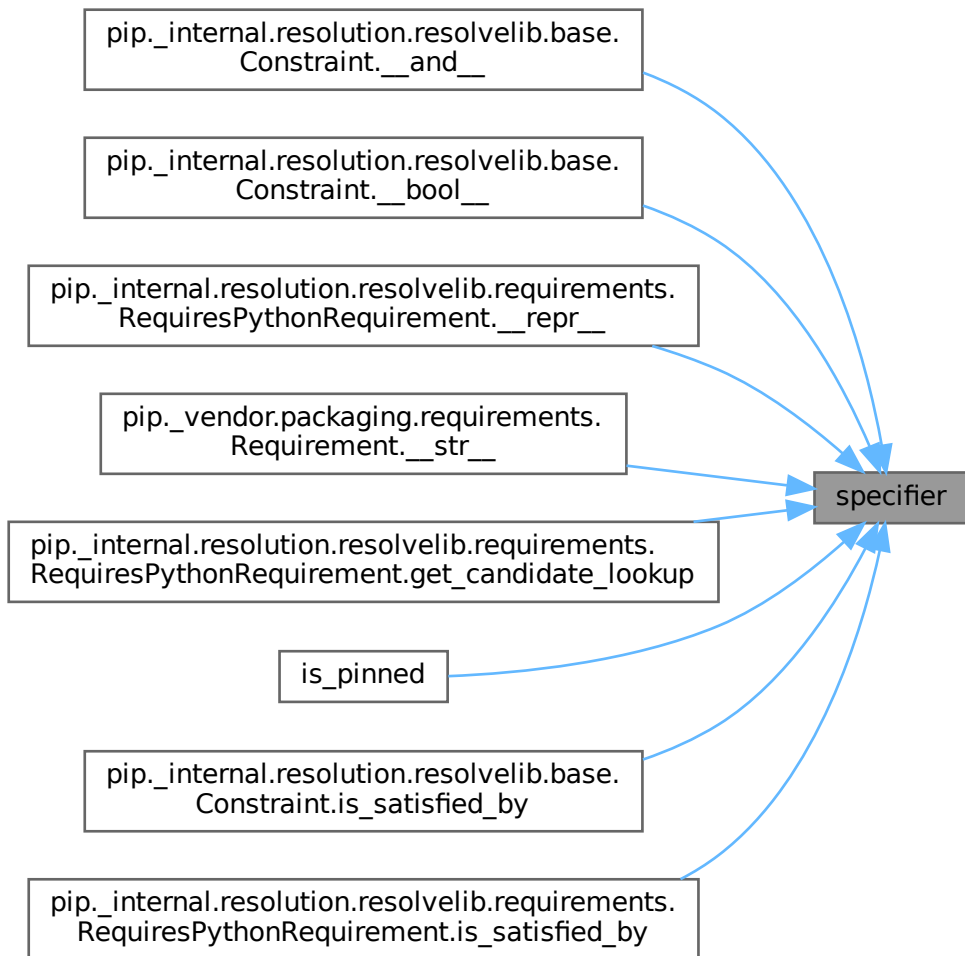 pip._internal.resolution.resolvelib.base.
Constraint.__and__
pip._internal.resolution.resolvelib.base.
Constraint.__bool__
pip._internal.resolution.resolvelib.requirements.
RequiresPythonRequirement.__repr__
pip._vendor.packaging.requirements.
Requirement.__str__
specifier
pip._internal.resolution.resolvelib.requirements.
RequiresPythonRequirement.get_candidate_lookup
is_pinned
pip._internal.resolution.resolvelib.base.
Constraint.is_satisfied_by
pip._internal.resolution.resolvelib.requirements.
RequiresPythonRequirement.is_satisfied_by